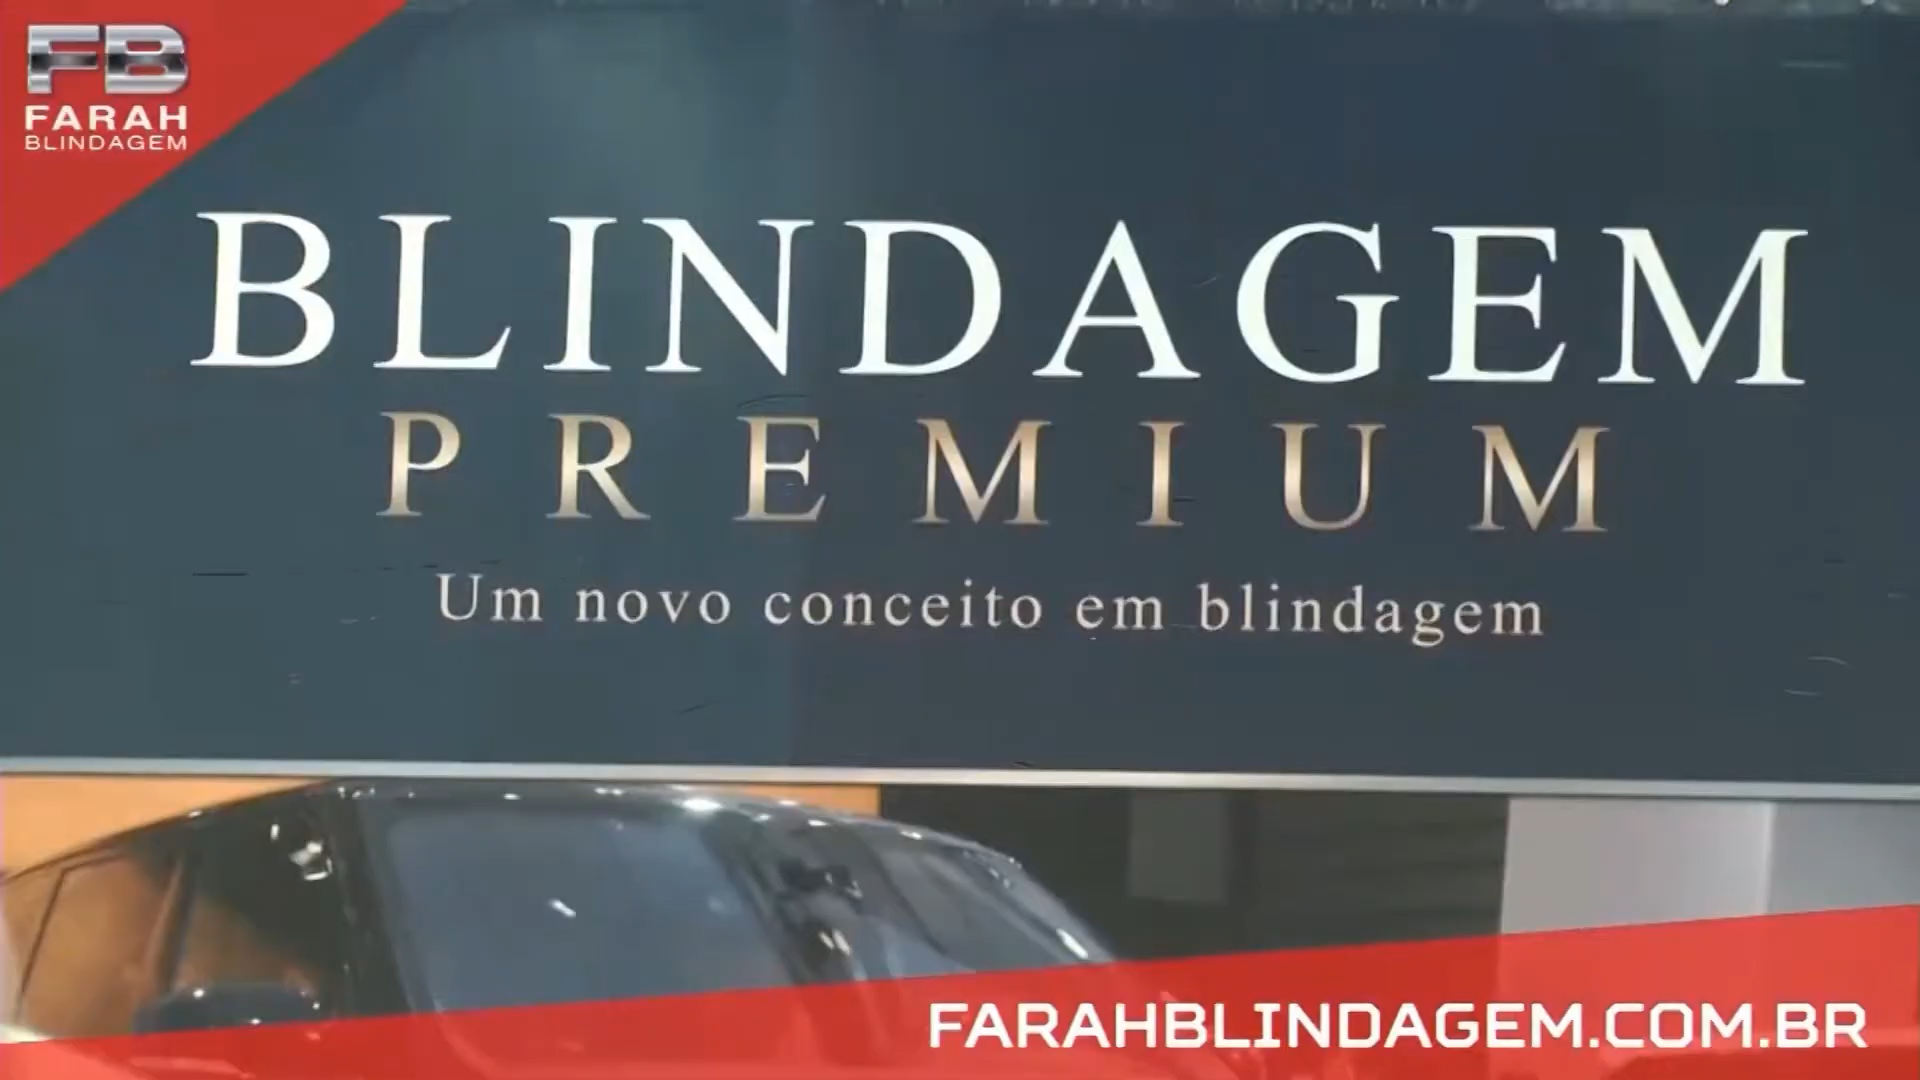 FB
FARAH
BLINDAGEM
BLINDAGEM
PREMIUM
Um novo conceito em blindagem
FARAHBLINDAGEM.COM.BR